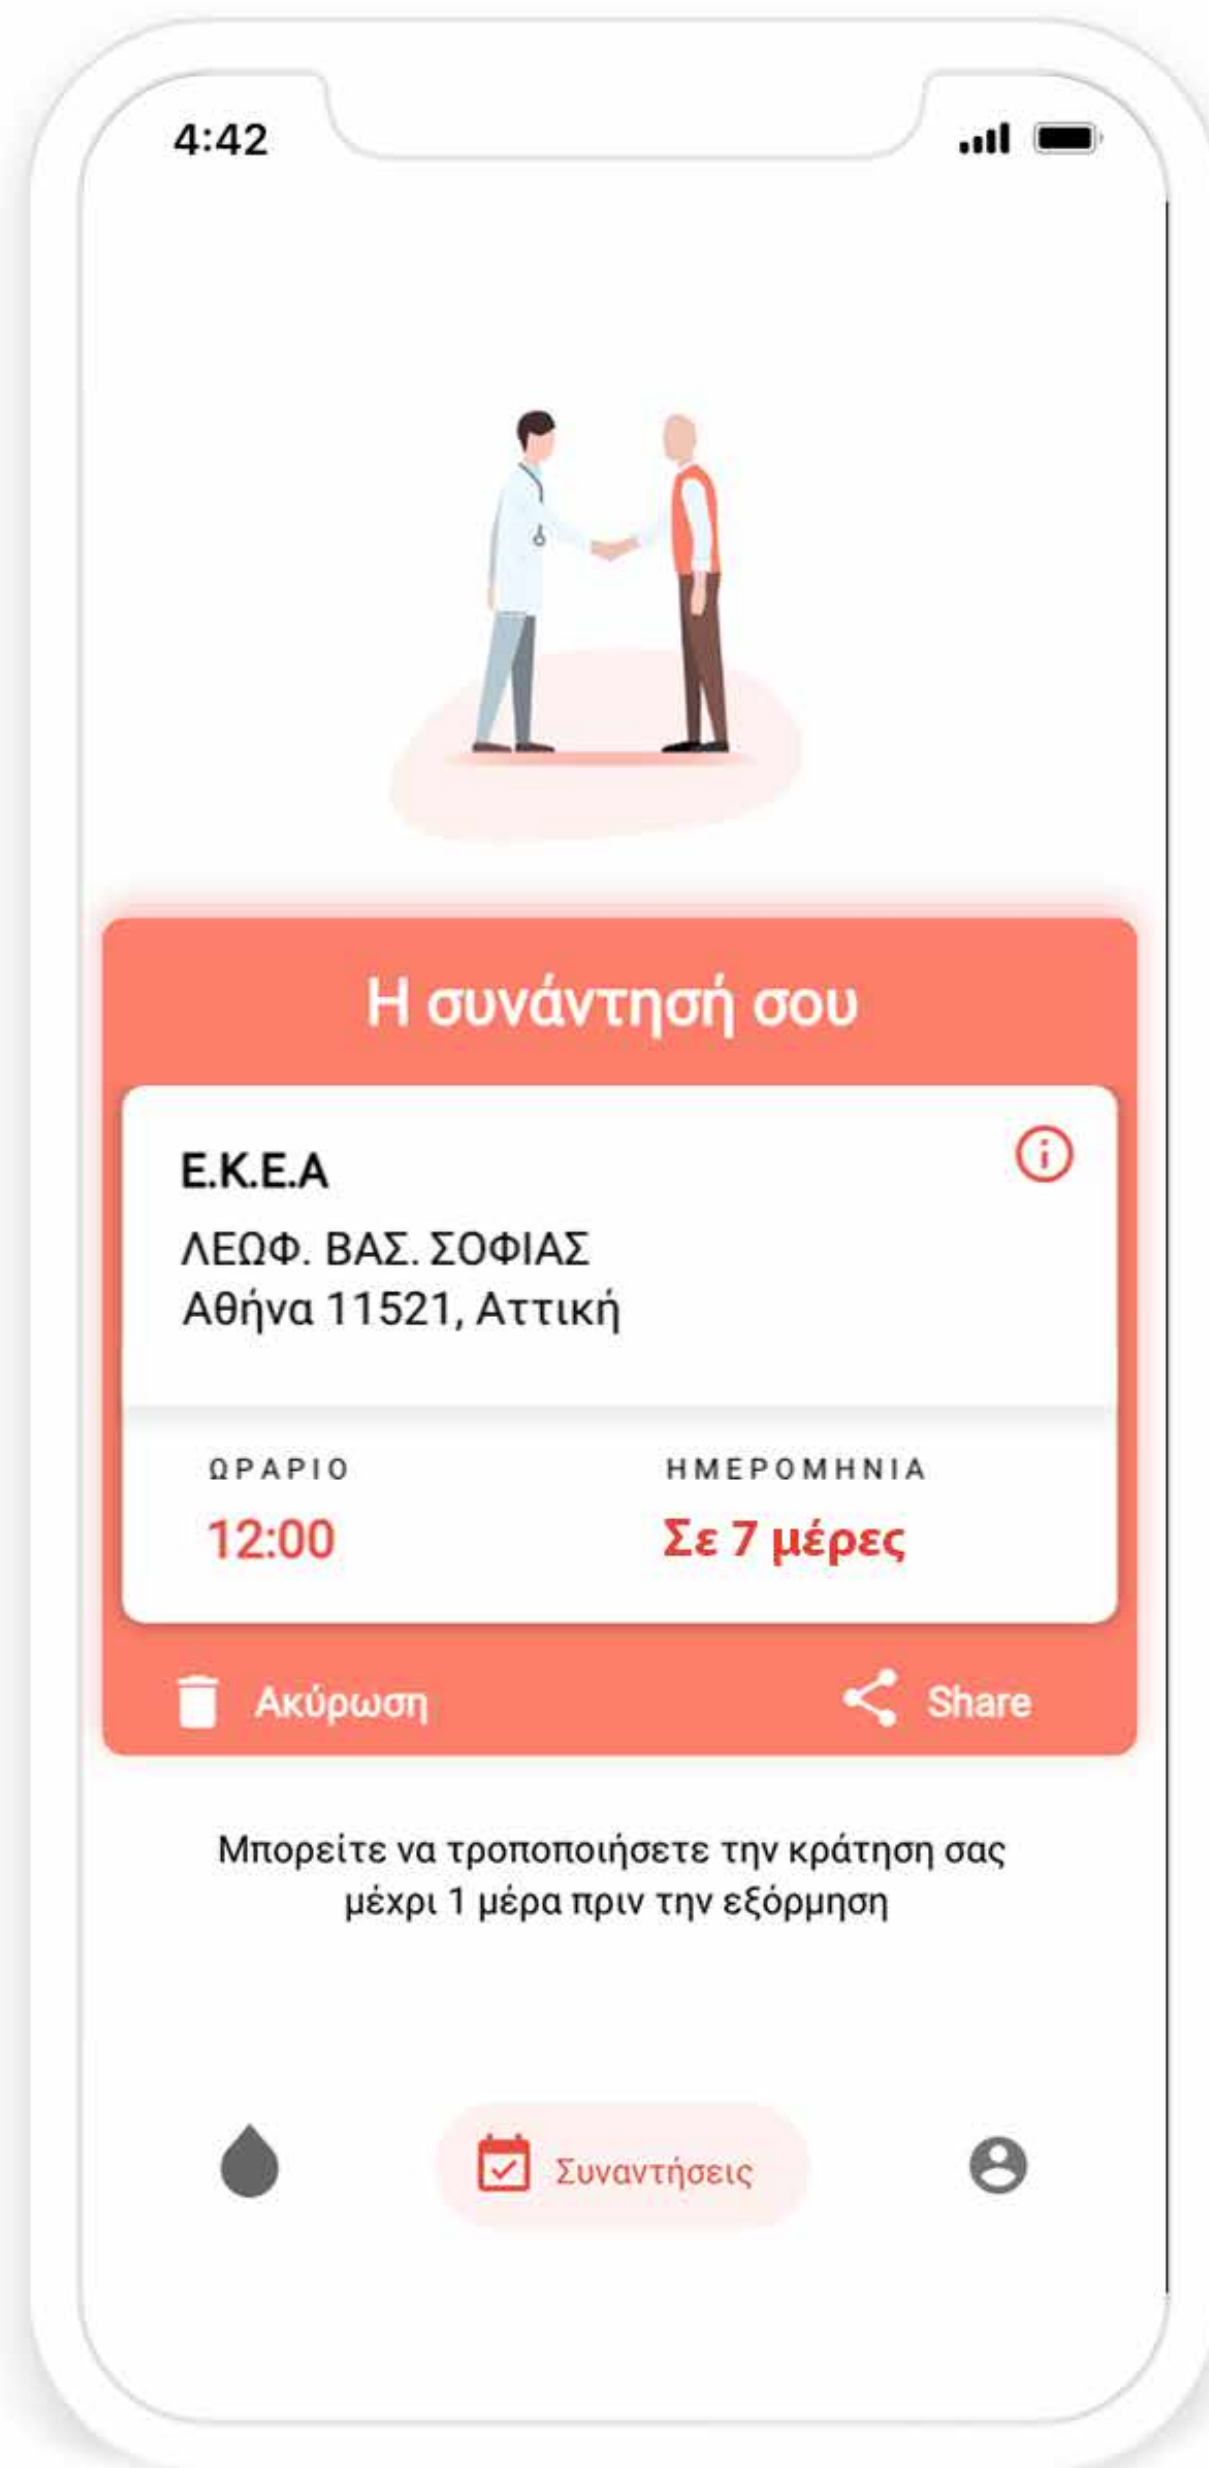 4:42
Η συνάντησή σου
Ε.Κ.Ε.Α
ΛΕΩΦ. ΒΑΣ. ΣΟΦΙΑΣ
Αθήνα 11521, Αττική
ΩΡΑΡΙΟ ΗΜΕΡΟΜΗΝΙΑ
12:00 Σε 7 μέρες
Ακύρωση Share
Μπορείτε να τροποποιήσετε την κράτηση σας
μέχρι 1 μέρα πριν την εξόρμηση
Συναντήσεις